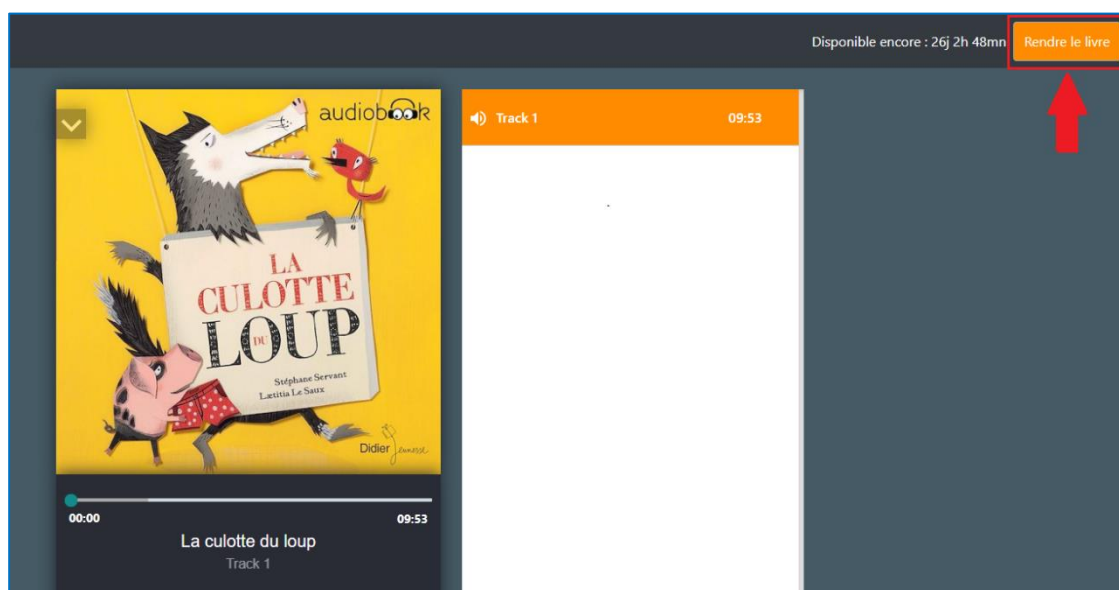 Disponible encore : 26j 2h 48mn
Rendre le livre
audiobook
LA
CULOTTE
DU
LOUP
Stéphane Servant
Lætitia Le Saux
Didier Jeunesse
Track 1 09:53
00:00 09:53
La culotte du loup
Track 1